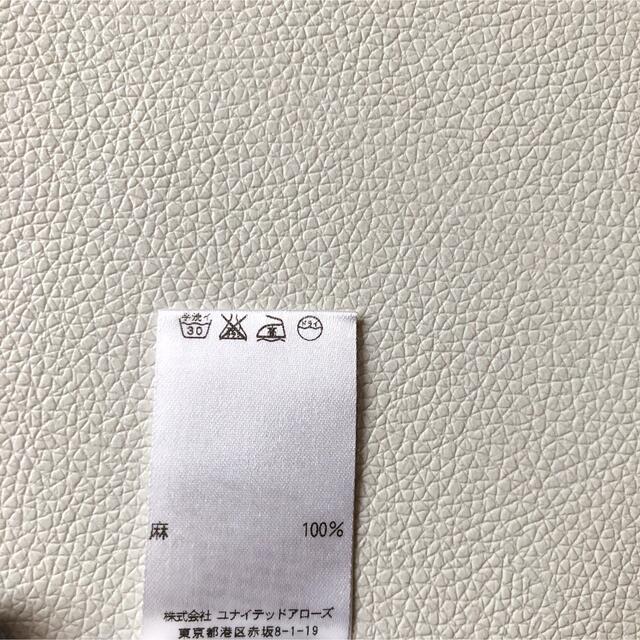 手洗イ
30
ドライ
麻 100%
株式会社 ユナイテッドアローズ
東京都港区赤坂8-1-19